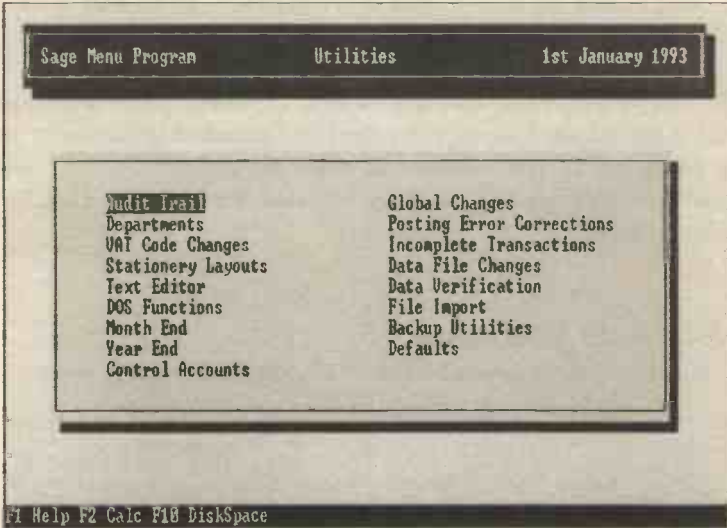 Sage Menu Program Utilities 1st January 1993
Audit Trail
Departments
VAT Code Changes
Stationery Layouts
Text Editor
DOS Functions
Month End
Year End
Control Accounts
Global Changes
Posting Error Corrections
Incomplete Transactions
Data File Changes
Data Verification
File Import
Backup Utilities
Defaults
F1 Help F2 Calc F10 DiskSpace